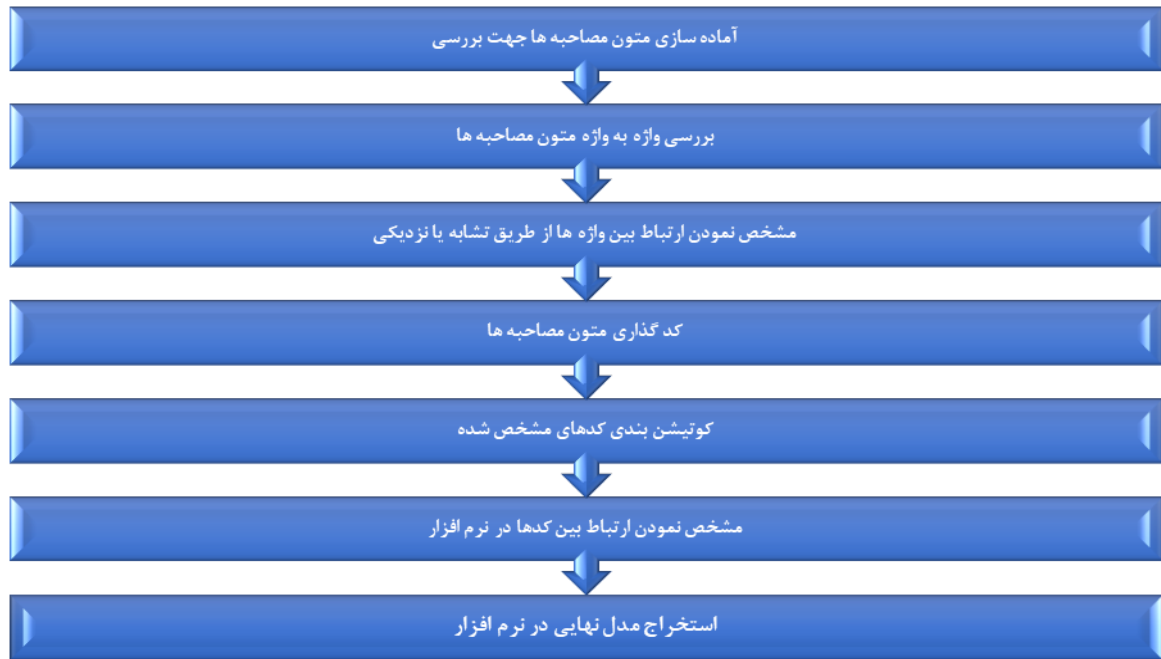 آماده سازی متون مصاحبه ها جهت بررسی
بررسی واژه به واژه متون مصاحبه ها
مشخص نمودن ارتباط بین واژه ها از طریق تشابه یا نزدیکی
کد گذاری متون مصاحبه ها
کوتیشن بندی کدهای مشخص شده
مشخص نمودن ارتباط بین کدها در نرم افزار
استخراج مدل نهایی در نرم افزار